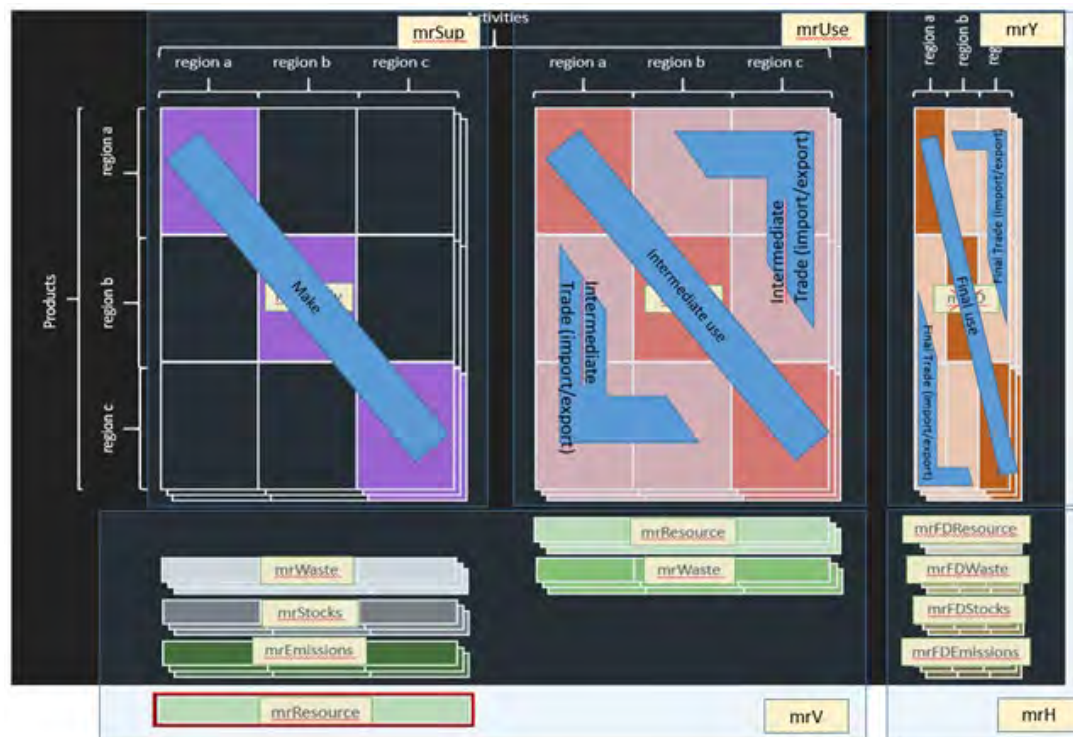 mrSup
mrUse
mrY
region a
region b
region c
region a
region b
region c
region a
region b
Products
region a
region b
region c
Make
Intermediate use
Intermediate
Trade (import/export)
Intermediate
Trade (import/export)
Final use
Final Trade (import/export)
Final Trade (import/export)
mrResource
mrWaste
mrWaste
mrStocks
mrEmissions
mrFDResource
mrFDWaste
mrFDStocks
mrFDEmissions
mrResource
mrV
mrH